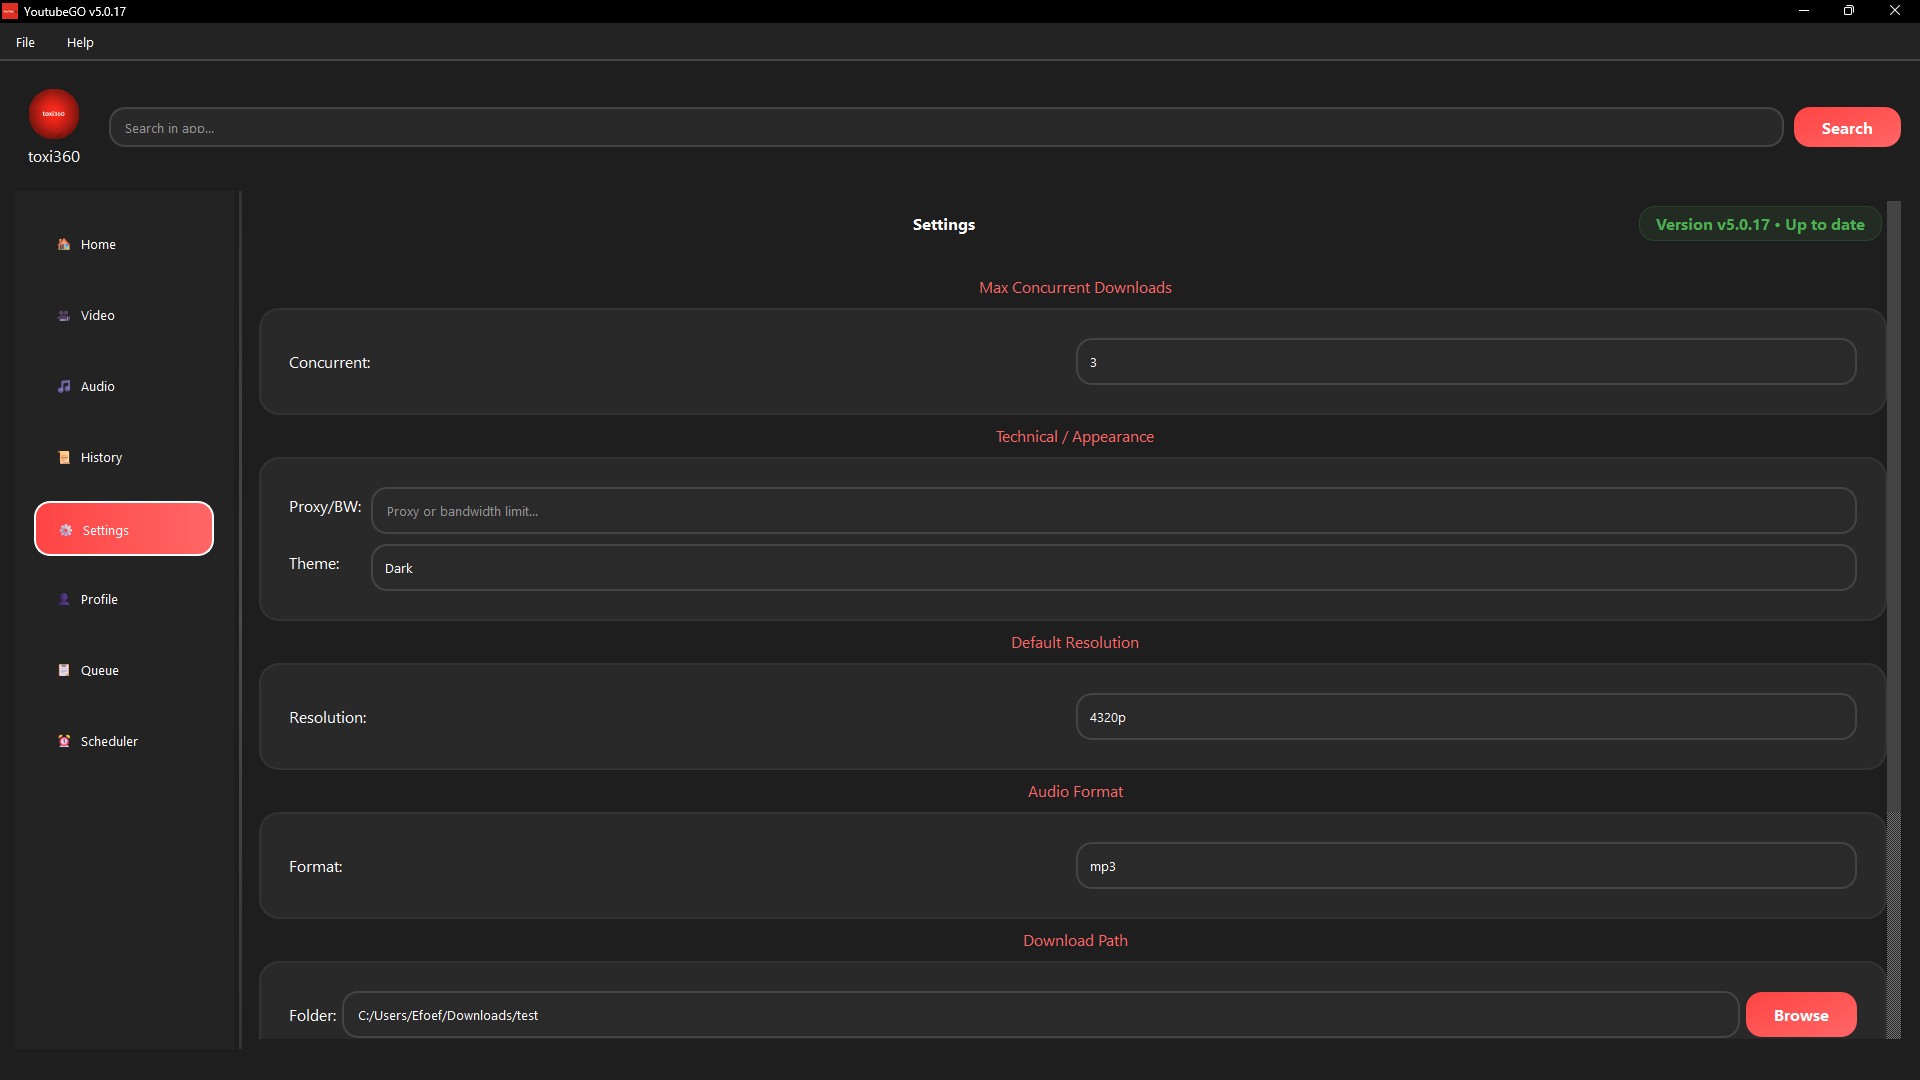 YoutubeGO v5.0.17
File Help
toxi360
toxi360
Search in app...
Search
Home
Video
Audio
History
Settings
Profile
Queue
Scheduler
Settings
Version v5.0.17 • Up to date
Max Concurrent Downloads
Concurrent: 3
Technical / Appearance
Proxy/BW: Proxy or bandwidth limit...
Theme: Dark
Default Resolution
Resolution: 4320p
Audio Format
Format: mp3
Download Path
Folder: C:/Users/Efoef/Downloads/test Browse